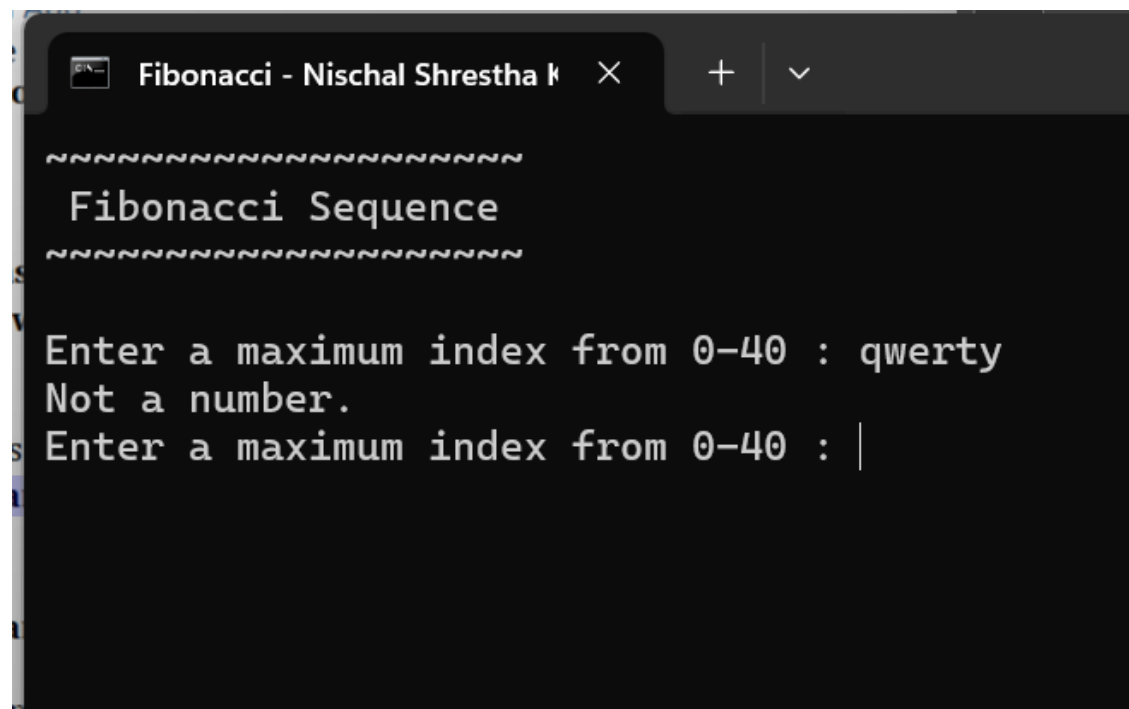 Fibonacci - Nischal Shrestha K
~~~~~~~~~~~~~~~~~~~~
Fibonacci Sequence
~~~~~~~~~~~~~~~~~~~~
Enter a maximum index from 0-40 : qwerty
Not a number.
Enter a maximum index from 0-40 :